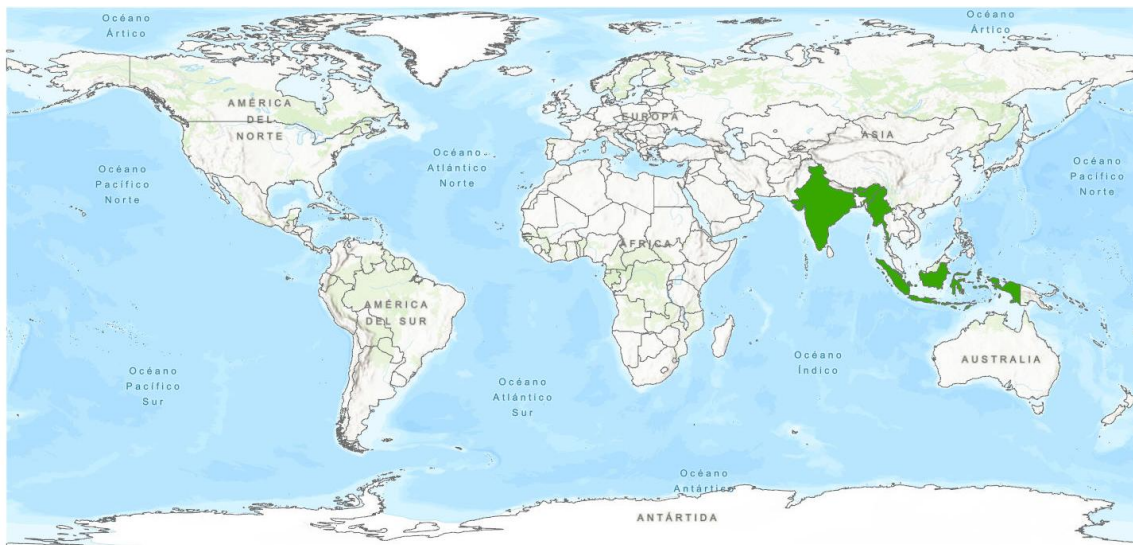 Océano
Ártico
Océano
Ártico
AMÉRICA
DEL
NORTE
EUROPA
ASIA
Océano
Atlántico
Norte
Océano
Pacífico
Norte
Océano
Pacífico
Norte
ÁFRICA
AMÉRICA
DEL SUR
AUSTRALIA
Océano
Índico
Océano
Pacífico
Sur
Océano
Atlántico
Sur
Océano
Antártico
ANTÁRTIDA